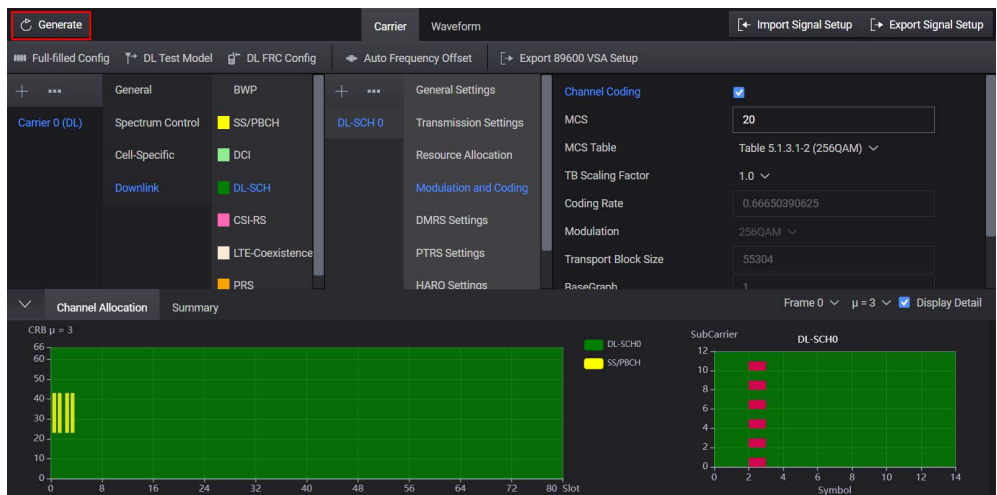 Generate
Carrier Waveform
Import Signal Setup Export Signal Setup
Full-filled Config DL Test Model DL FRC Config Auto Frequency Offset Export 89600 VSA Setup
General BWP General Settings Channel Coding
Carrier 0 (DL) Spectrum Control SS/PBCH DL-SCH 0 Transmission Settings MCS 20
Cell-Specific DCI Resource Allocation MCS Table Table 5.1.3.1-2 (256QAM)
Downlink DL-SCH Modulation and Coding TB Scaling Factor 1.0
CSI-RS DMRS Settings Coding Rate 0.66650390625
LTE-Coexistence PTRS Settings Modulation 256QAM
PRS HARQ Settings Transport Block Size 55304
BaseGraph 1
Channel Allocation Summary Frame 0 μ = 3 Display Detail
CRB μ = 3
66
60
50
40
30
20
10
0
0 8 16 24 32 40 48 56 64 72 80 Slot
DL-SCH0
SS/PBCH
SubCarrier DL-SCH0
12
10
8
6
4
2
0
0 2 4 6 8 10 12 14
Symbol